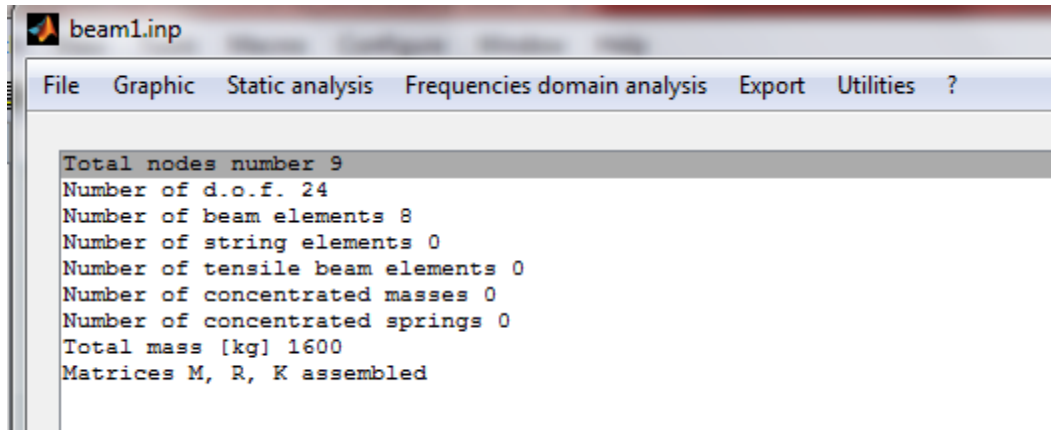 beam1.inp
File Graphic Static analysis Frequencies domain analysis Export Utilities ?
Total nodes number 9
Number of d.o.f. 24
Number of beam elements 8
Number of string elements 0
Number of tensile beam elements 0
Number of concentrated masses 0
Number of concentrated springs 0
Total mass [kg] 1600
Matrices M, R, K assembled